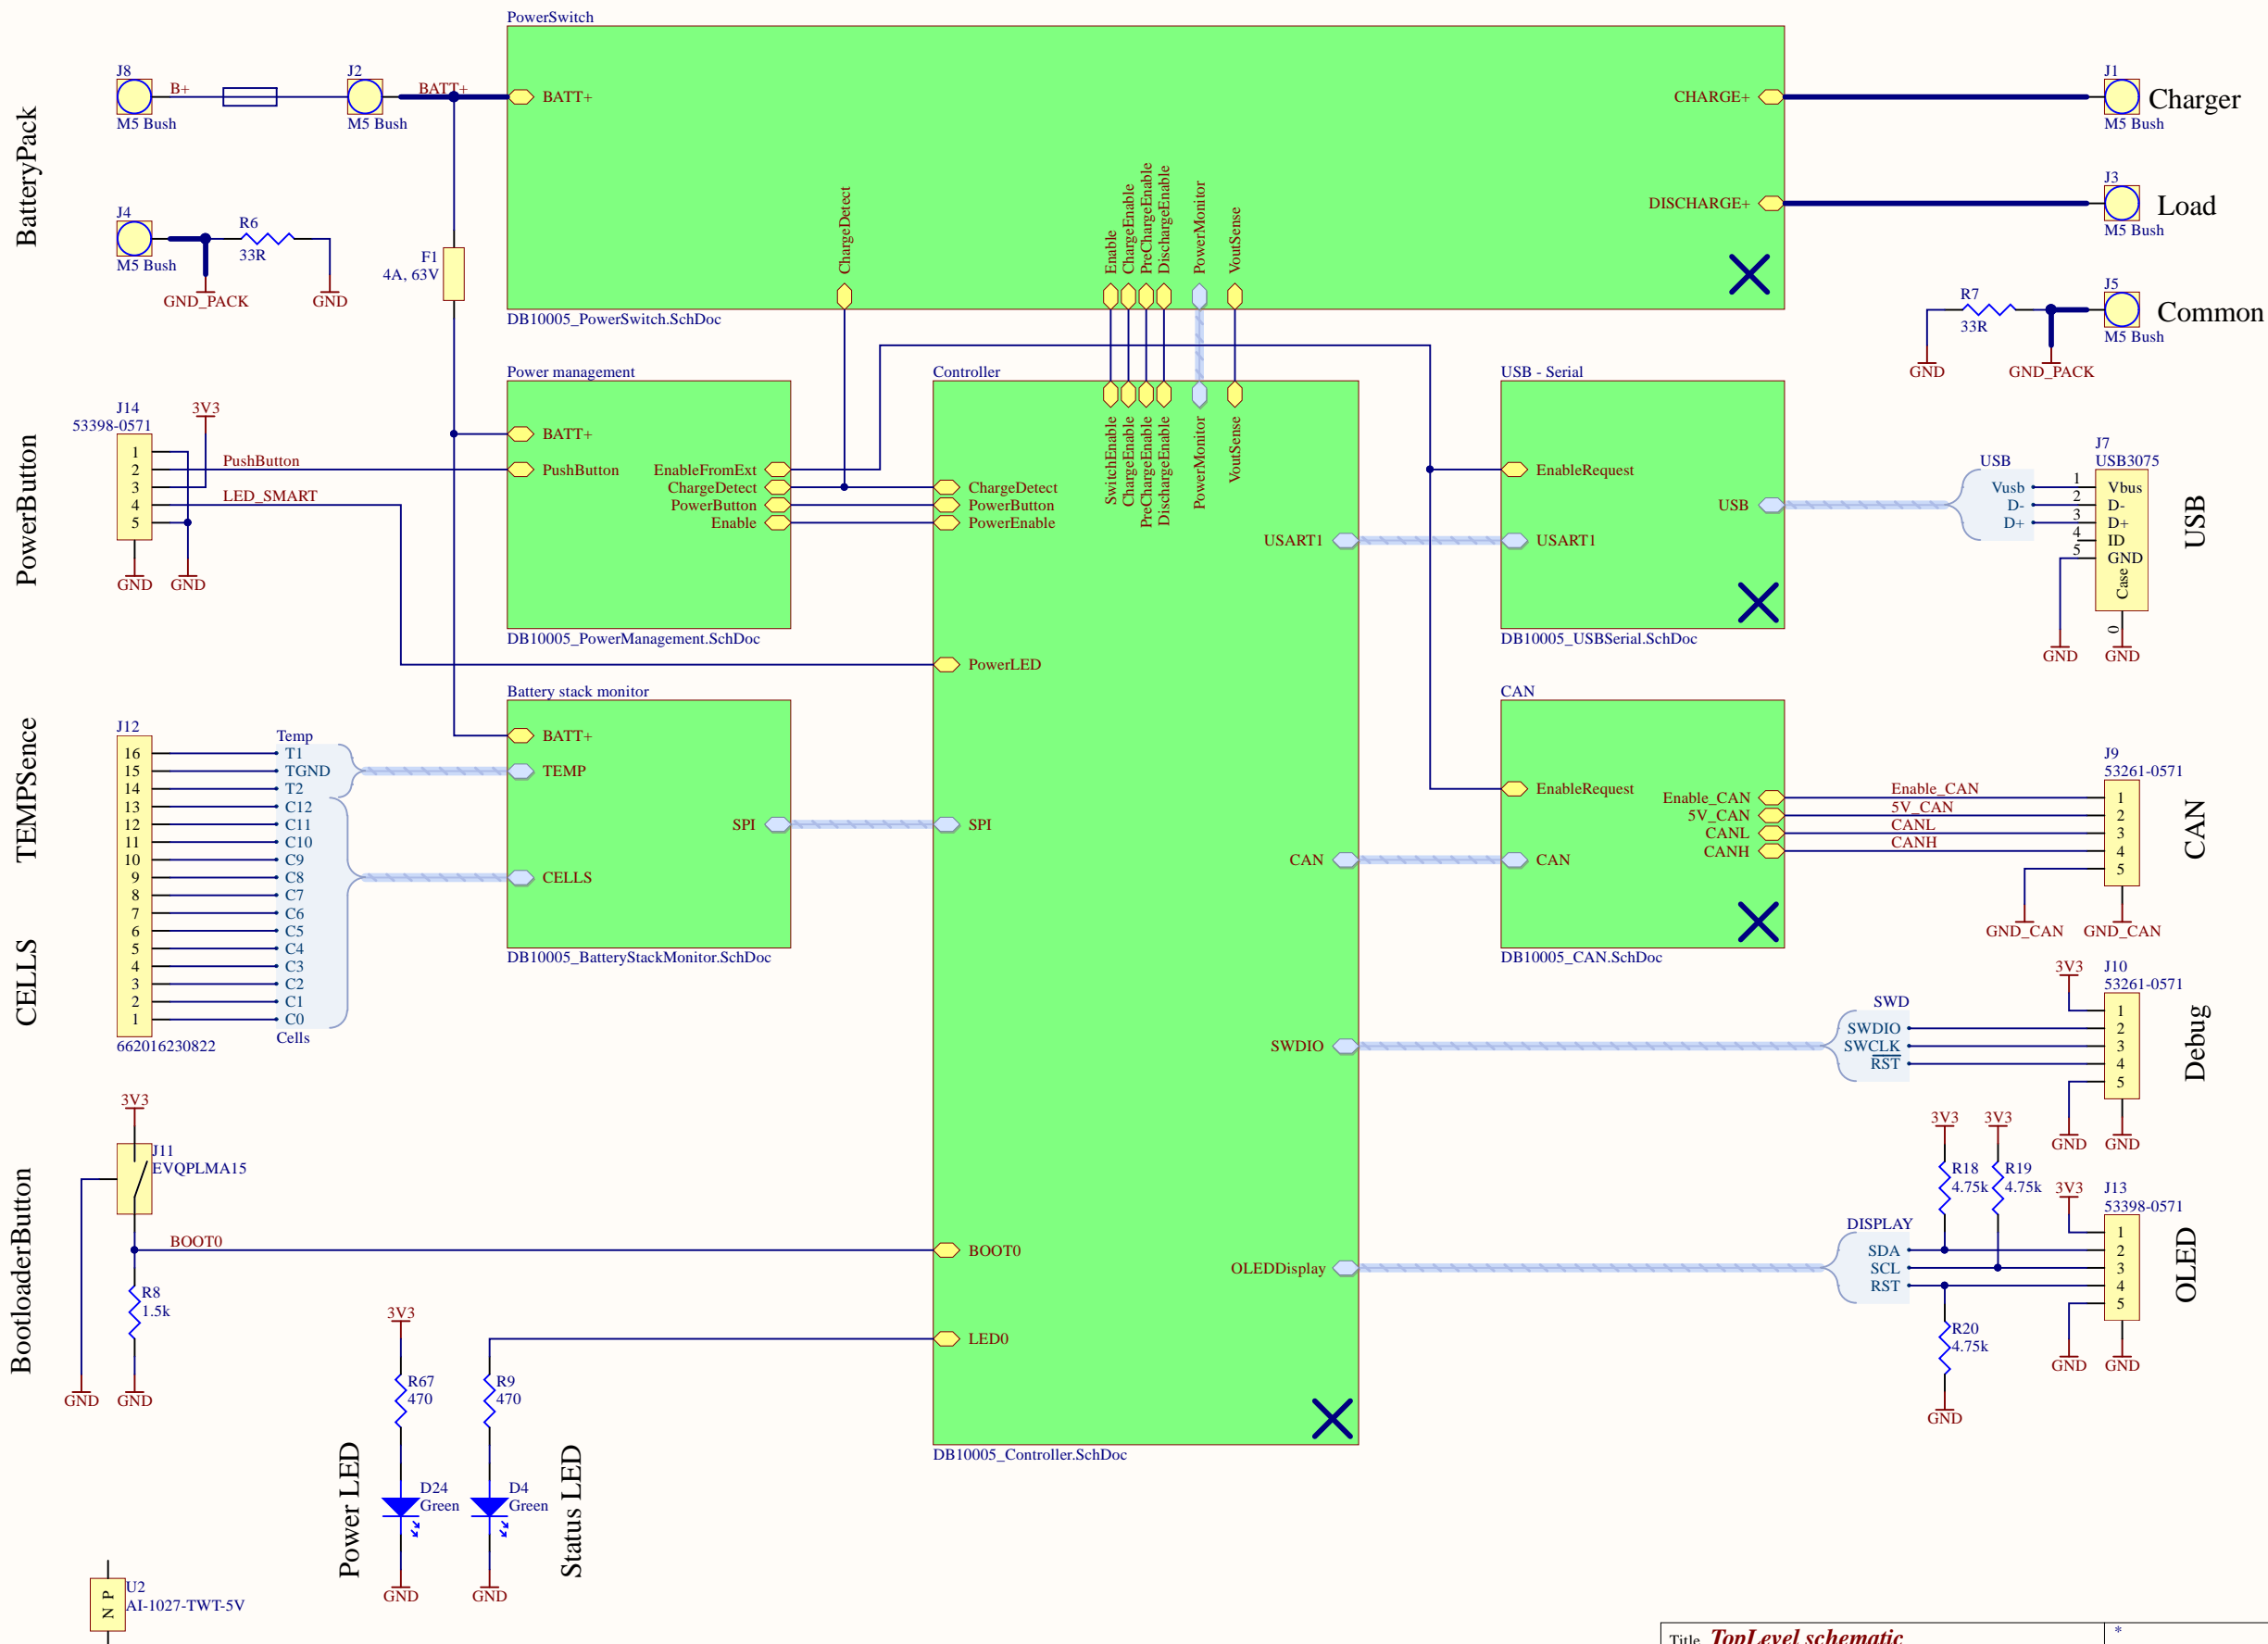 PowerSwitch
BatteryPack
J8
B+
M5 Bush
J2
BATT+
M5 Bush
BATT+
CHARGE+
J1
Charger
M5 Bush
J4
M5 Bush
R6
33R
GND_PACK
GND
F1
4A, 63V
ChargeDetect
Enable
ChargeEnable
PreChargeEnable
DischargeEnable
PowerMonitor
VoutSense
DISCHARGE+
J3
Load
M5 Bush
DB10005_PowerSwitch.SchDoc
R7
33R
GND
GND_PACK
J5
Common
M5 Bush
PowerButton
J14
53398-0571
3V3
1
2
3
4
5
PushButton
LED_SMART
GND
GND
Power management
BATT+
PushButton
EnableFromExt
ChargeDetect
PowerButton
Enable
DB10005_PowerManagement.SchDoc
Controller
SwitchEnable
ChargeEnable
PreChargeEnable
DischargeEnable
PowerMonitor
VoutSense
ChargeDetect
PowerButton
PowerEnable
USART1
PowerLED
SPI
CAN
SWDIO
BOOT0
OLEDDisplay
LED0
DB10005_Controller.SchDoc
USB - Serial
EnableRequest
USB
USART1
DB10005_USBSerial.SchDoc
USB
Vusb
D-
D+
J7
USB3075
1
2
3
4
5
Vbus
D-
D+
ID
GND
Case
0
GND
GND
USB
TEMPSence
CELLS
J12
16
15
14
13
12
11
10
9
8
7
6
5
4
3
2
1
662016230822
Temp
T1
TGND
T2
C12
C11
C10
C9
C8
C7
C6
C5
C4
C3
C2
C1
C0
Cells
Battery stack monitor
BATT+
TEMP
SPI
CELLS
DB10005_BatteryStackMonitor.SchDoc
CAN
EnableRequest
Enable_CAN
5V_CAN
CANL
CANH
CAN
DB10005_CAN.SchDoc
Enable_CAN
5V_CAN
CANL
CANH
J9
53261-0571
1
2
3
4
5
GND_CAN
GND_CAN
CAN
SWD
SWDIO
SWCLK
RST
3V3
J10
53261-0571
1
2
3
4
5
GND
GND
Debug
BootloaderButton
3V3
J11
EVQPLMA15
BOOT0
R8
1.5k
GND
GND
3V3
3V3
R18
4.75k
R19
4.75k
3V3
J13
53398-0571
DISPLAY
SDA
SCL
RST
1
2
3
4
5
R20
4.75k
GND
GND
GND
OLED
Power LED
3V3
R67
470
D24
Green
GND
R9
470
D4
Green
GND
Status LED
U2
AI-1027-TWT-5V
N P
Title
TopLevel schematic
*